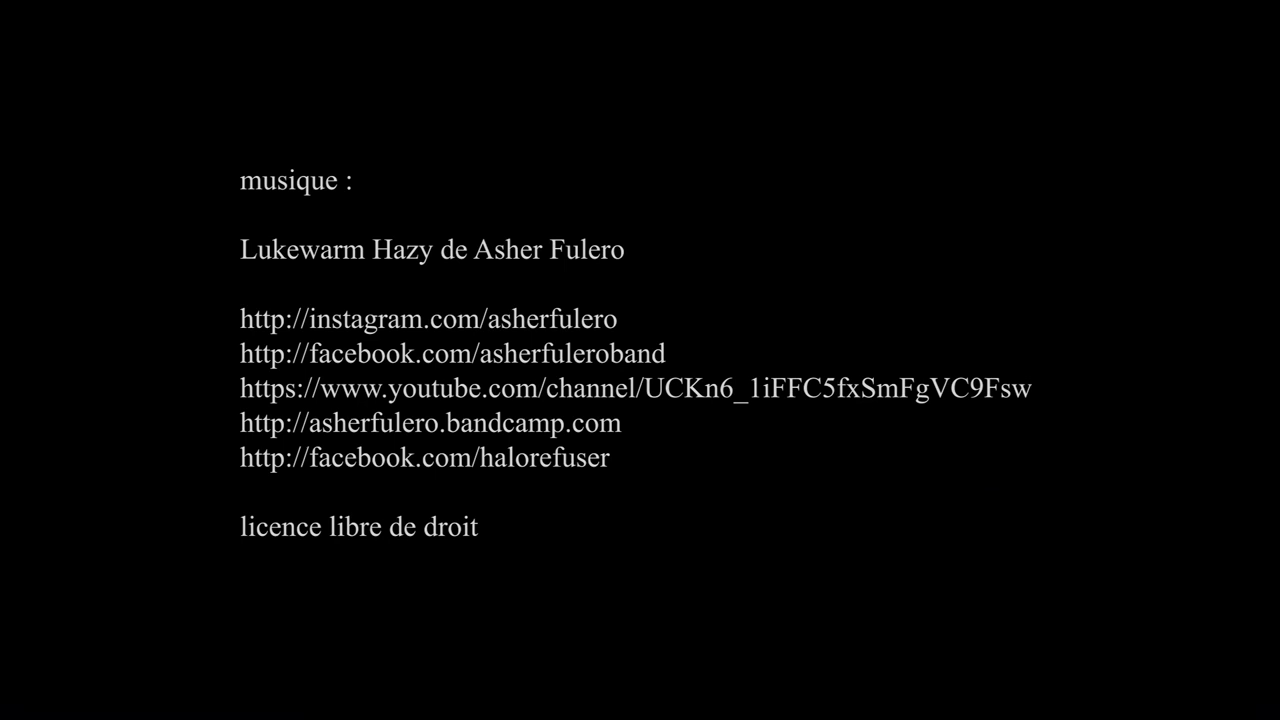 musique :
Lukewarm Hazy de Asher Fulero
http://instagram.com/asherfulero
http://facebook.com/asherfuleroband
https://www.youtube.com/channel/UCKn6_1iFFC5fxSmFgVC9Fsw
http://asherfulero.bandcamp.com
http://facebook.com/halorefuser
licence libre de droit